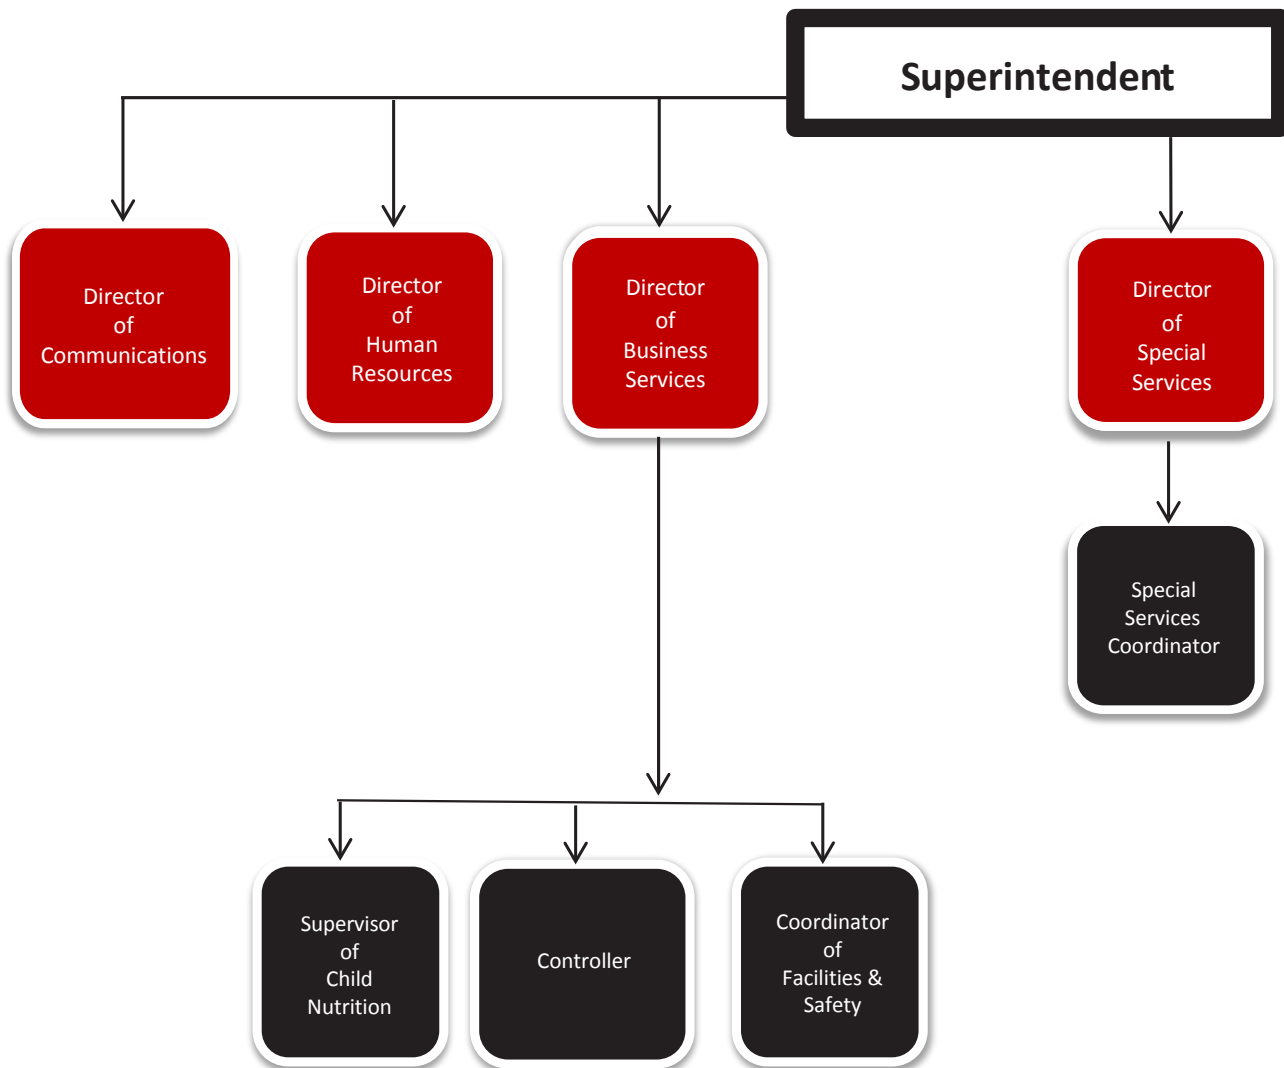 Superintendent
Director
of
Communications
Director
of
Human
Resources
Director
of
Business
Services
Director
of
Special
Services
Special
Services
Coordinator
Supervisor
of
Child
Nutrition
Controller
Coordinator
of
Facilities &
Safety